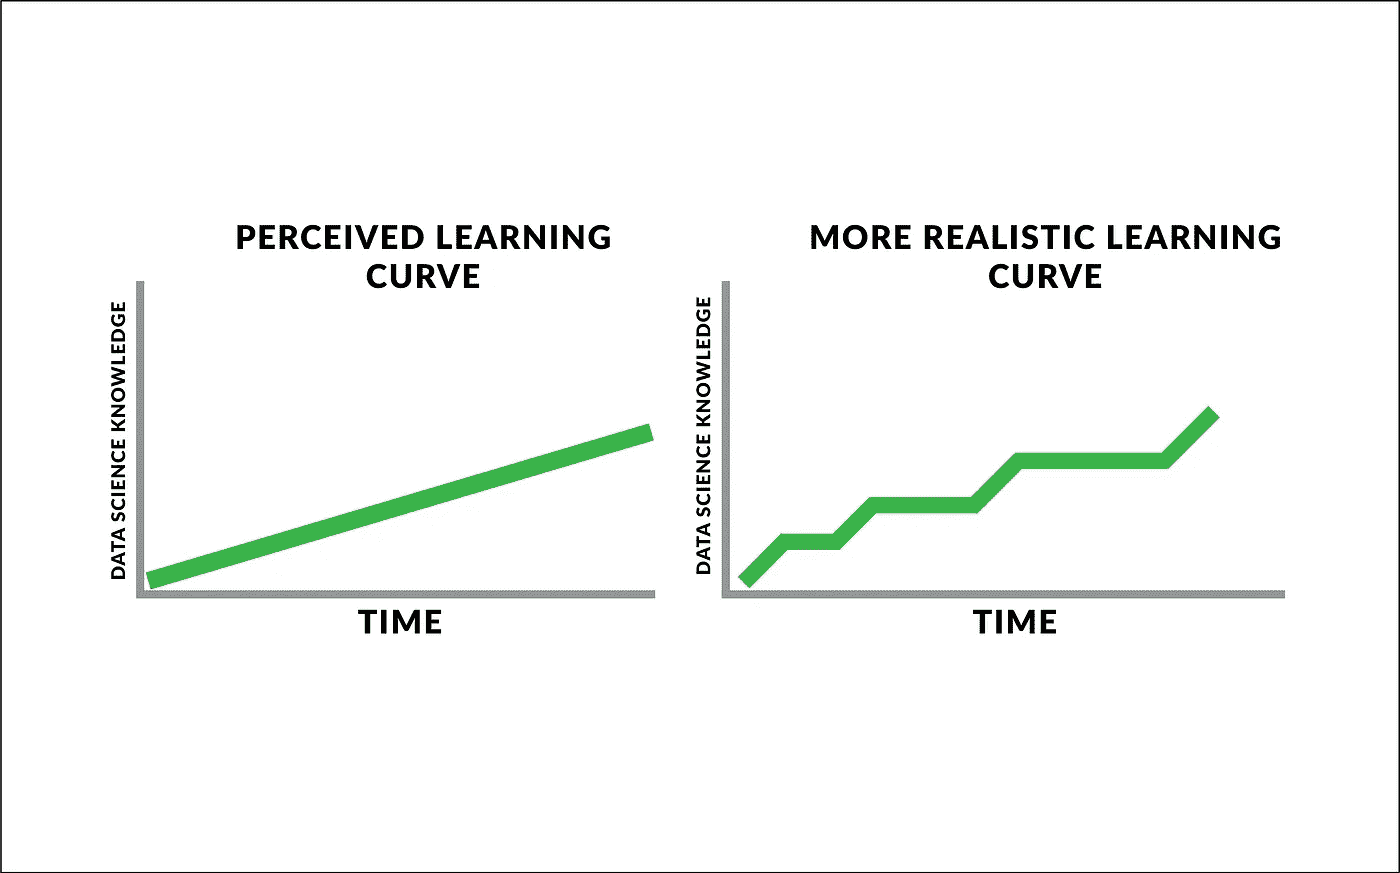 PERCEIVED LEARNING
CURVE
DATA SCIENCE KNOWLEDGE
TIME
MORE REALISTIC LEARNING
CURVE
DATA SCIENCE KNOWLEDGE
TIME